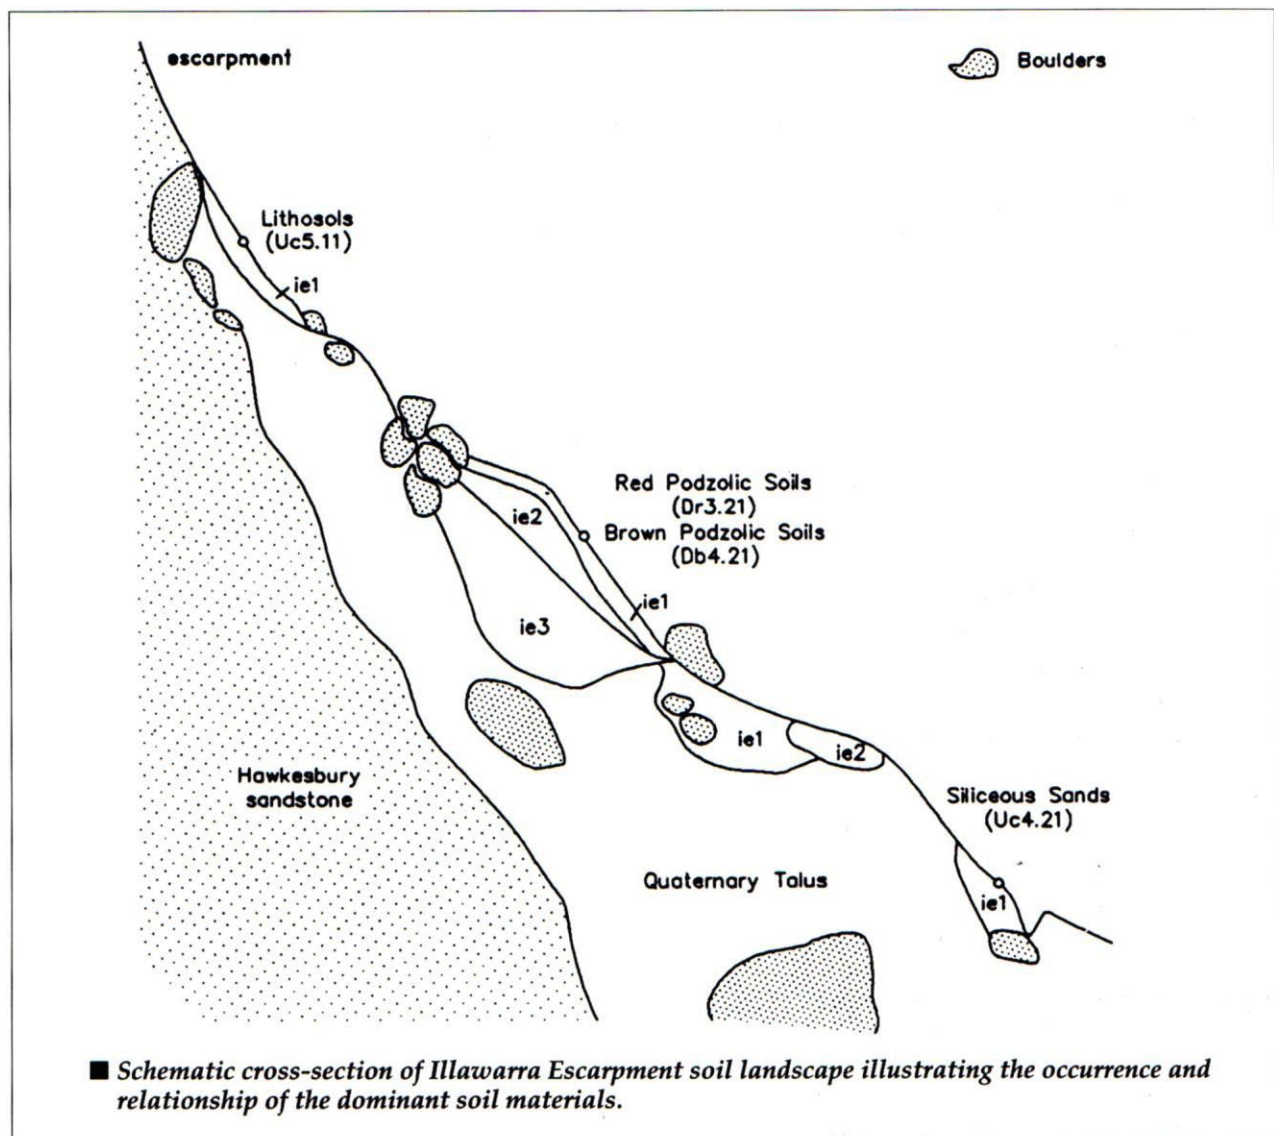 escarpment
Boulders
Lithosols
(Uc5.11)
ie1
Red Podzolic Soils
(Dr3.21)
ie2
Brown Podzolic Soils
(Db4.21)
ie1
ie3
ie1
ie2
Hawkesbury
sandstone
Siliceous Sands
(Uc4.21)
Quaternary Talus
ie1
■ Schematic cross-section of Illawarra Escarpment soil landscape illustrating the occurrence and
relationship of the dominant soil materials.